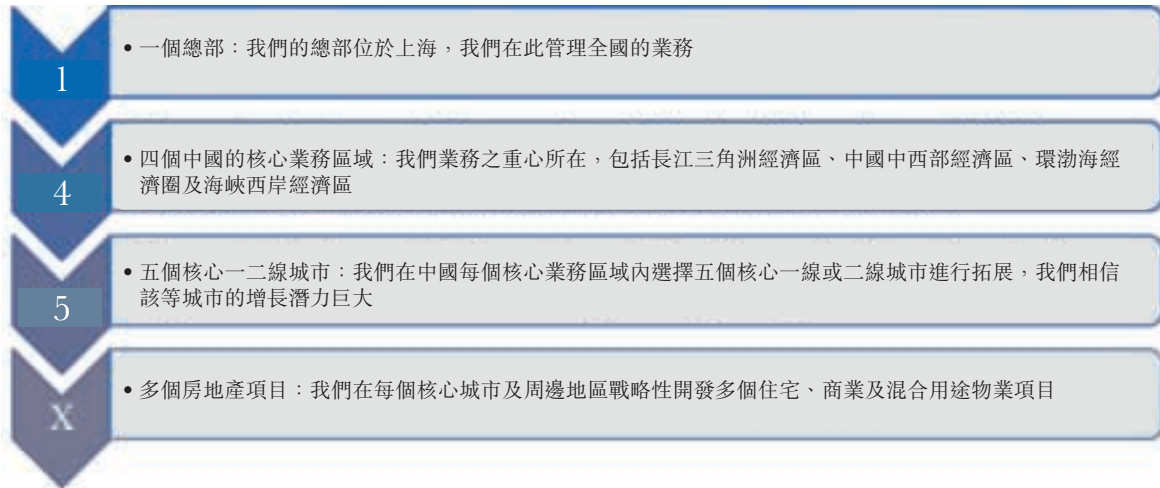 1
• 一個總部：我們的總部位於上海，我們在此管理全國的業務
4
• 四個中國的核心業務區域：我們業務之重心所在，包括長江三角洲經濟區、中國中西部經濟區、環渤海經
濟圈及海峽西岸經濟區
5
• 五個核心一二線城市：我們在中國每個核心業務區域內選擇五個核心一線或二線城市進行拓展，我們相信
該等城市的增長潛力巨大
X
• 多個房地產項目：我們在每個核心城市及周邊地區戰略性開發多個住宅、商業及混合用途物業項目